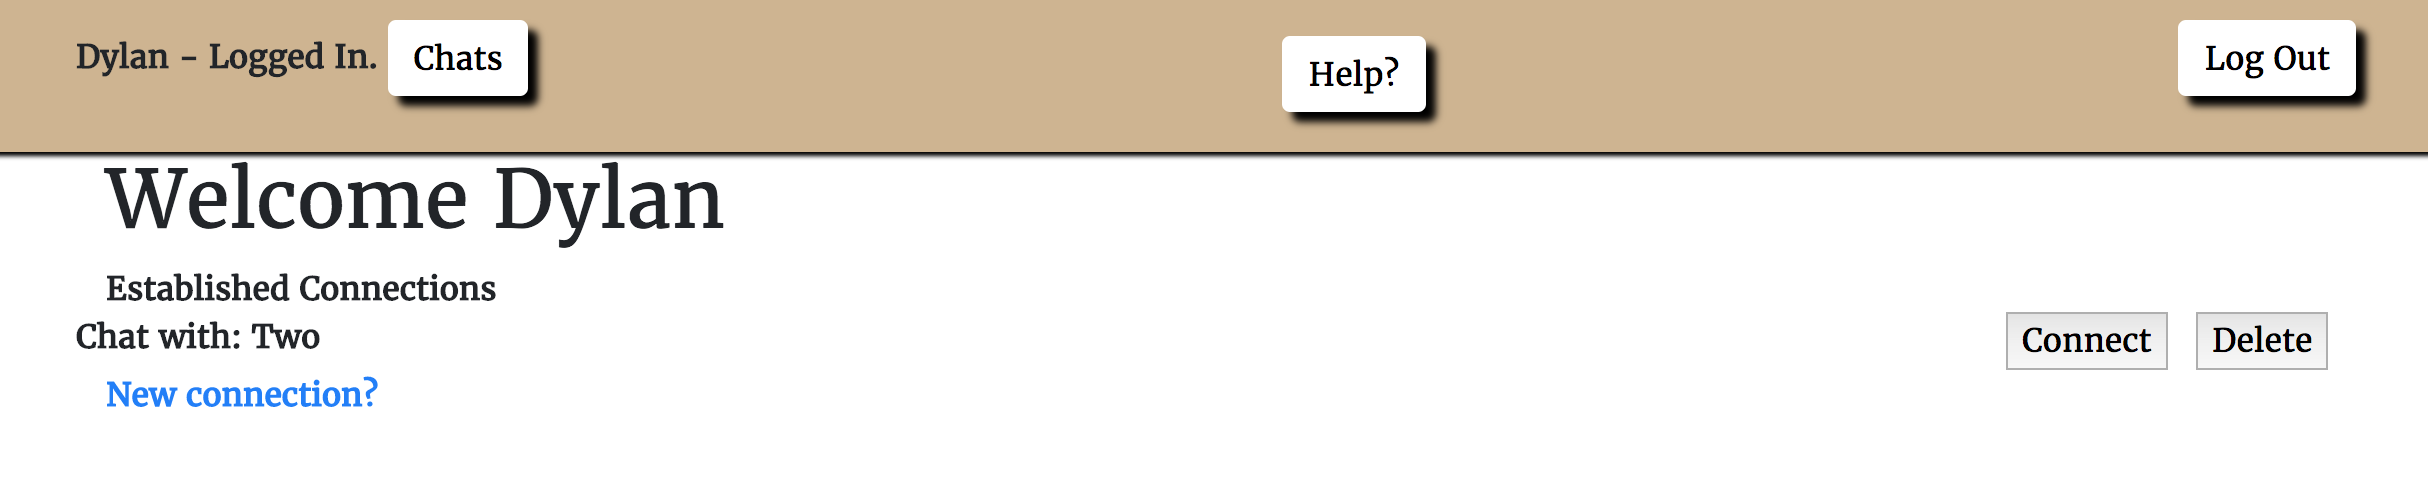 Dylan - Logged In. Chats Help? Log Out
Welcome Dylan
Established Connections
Chat with: Two Connect Delete
New connection?